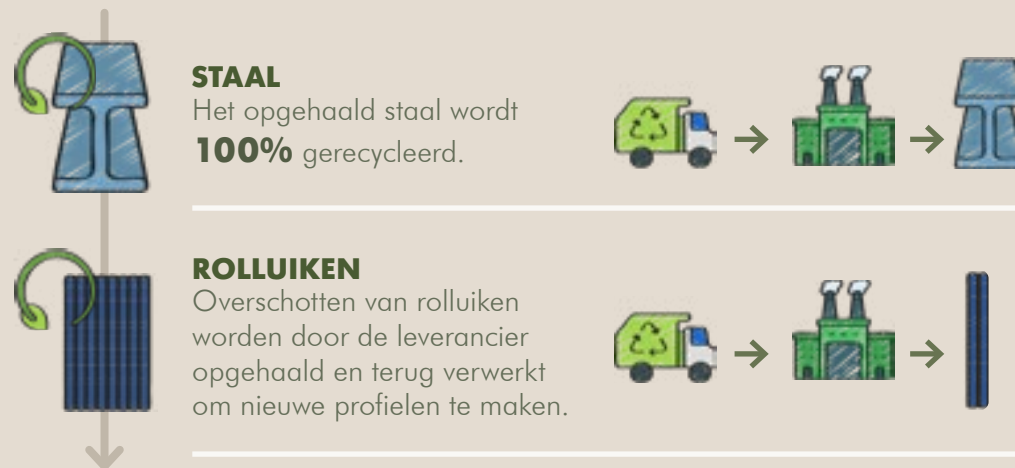 STAAL
Het opgehaald staal wordt
100% gerecycleerd.
ROLLUIKEN
Overschotten van rolluiken
worden door de leverancier
opgehaald en terug verwerkt
om nieuwe profielen te maken.